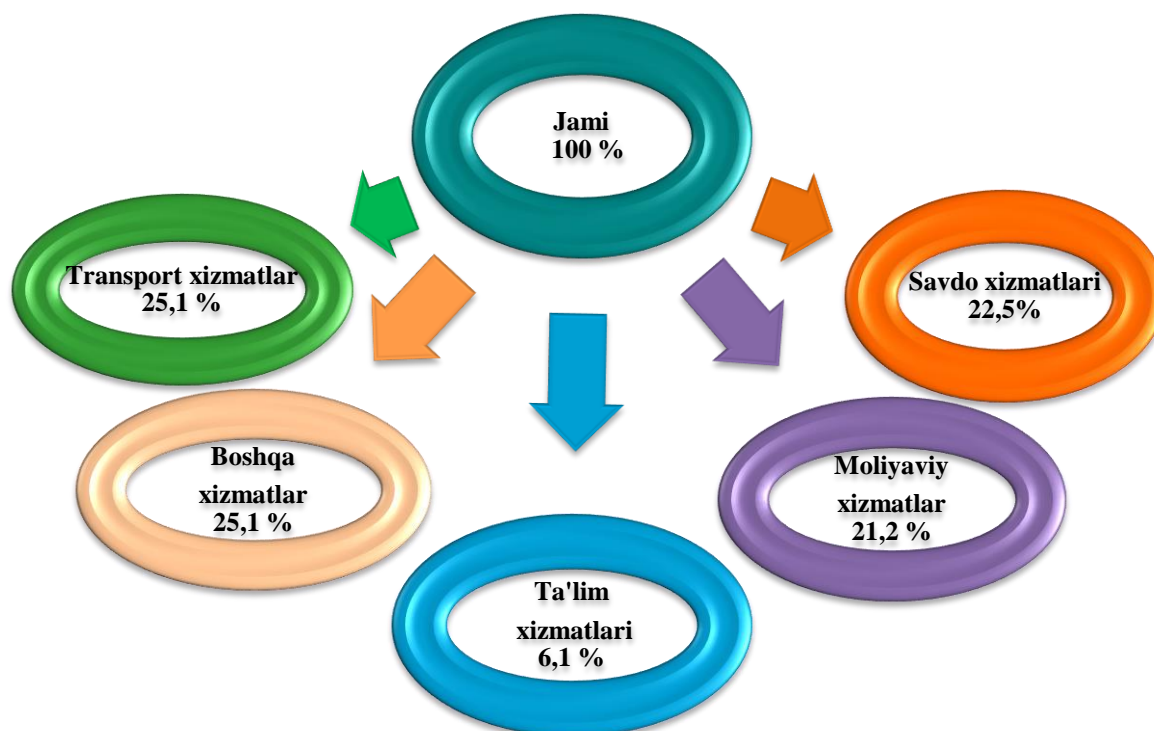 Jami
100 %
Transport xizmatlar
25,1 %
Savdo xizmatlari
22,5%
Boshqa
xizmatlar
25,1 %
Moliyaviy
xizmatlar
21,2 %
Ta'lim
xizmatlari
6,1 %